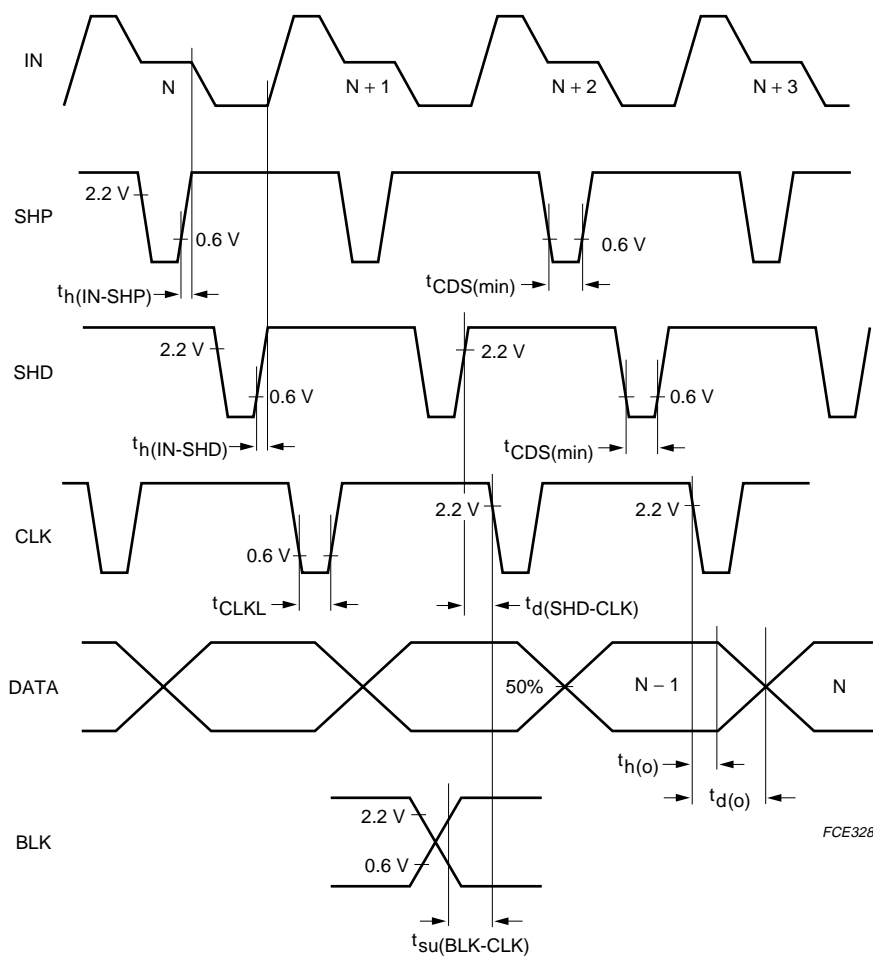 IN
N
N + 1
N + 2
N + 3
SHP
2.2 V
0.6 V
0.6 V
th(IN-SHP)
tCDS(min)
SHD
2.2 V
2.2 V
0.6 V
0.6 V
th(IN-SHD)
tCDS(min)
CLK
2.2 V
2.2 V
0.6 V
tCLKL
td(SHD-CLK)
DATA
50%
N − 1
N
th(o)
td(o)
BLK
2.2 V
0.6 V
FCE328
tsu(BLK-CLK)